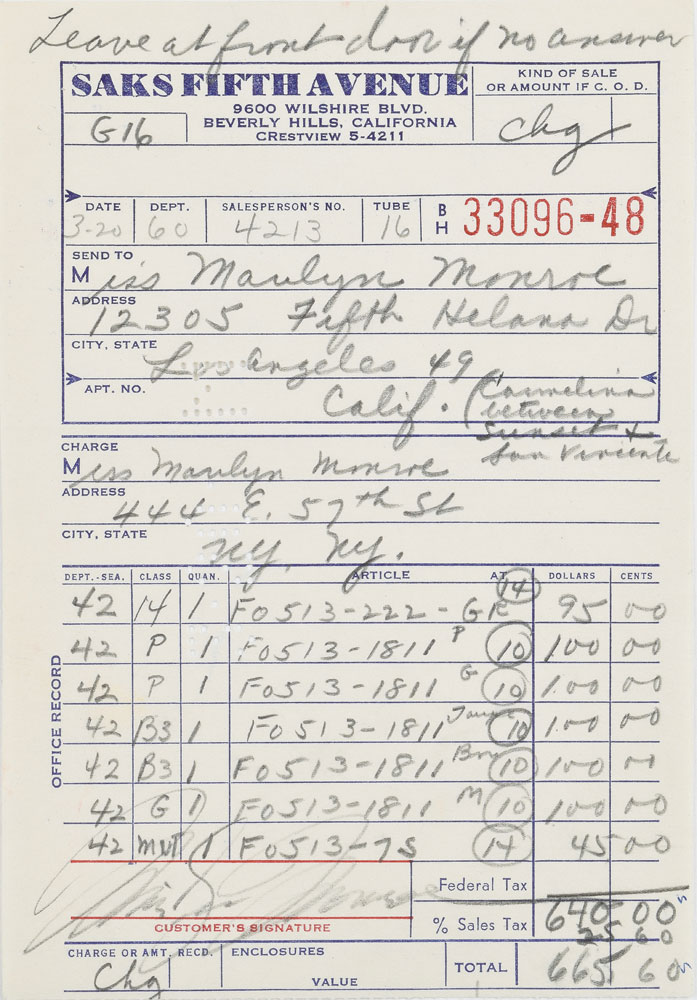 Leave at front door if no answer
SAKS FIFTH AVENUE
9600 WILSHIRE BLVD.
BEVERLY HILLS, CALIFORNIA
CRESTVIEW 5-4211
G16
KIND OF SALE
OR AMOUNT IF C. O. D.
chg
DATE DEPT. SALESPERSON'S NO. TUBE
3-20 60 4213 16
BH 33096-48
SEND TO
Miss Marilyn Monroe
ADDRESS
12305 Fifth Helana Dr
CITY, STATE
Los Angeles 49
APT. NO.
Calif. (Carmelina
between
Sunset +
San Vincente
CHARGE
Miss Marilyn Monroe
ADDRESS
444 E. 57th St
CITY, STATE
NY, NY.
OFFICE RECORD
DEPT.-SEA. CLASS QUAN. ARTICLE AT DOLLARS CENTS
42 14 1 F0513-222-GR 14 95 00
42 P 1 F0513-1811 P 10 100 00
42 P 1 F0513-1811 G 10 100 00
42 B3 1 F0513-1811 10 100 00
42 B3 1 F0513-1811 10 100 00
42 G 1 F0513-1811 M 10 100 00
42 1 F0513-7S 14 45 00
Federal Tax
% Sales Tax 640 00
25 60
CUSTOMER'S SIGNATURE
CHARGE OR AMT. RECD. ENCLOSURES
Chg
VALUE
TOTAL 665 60